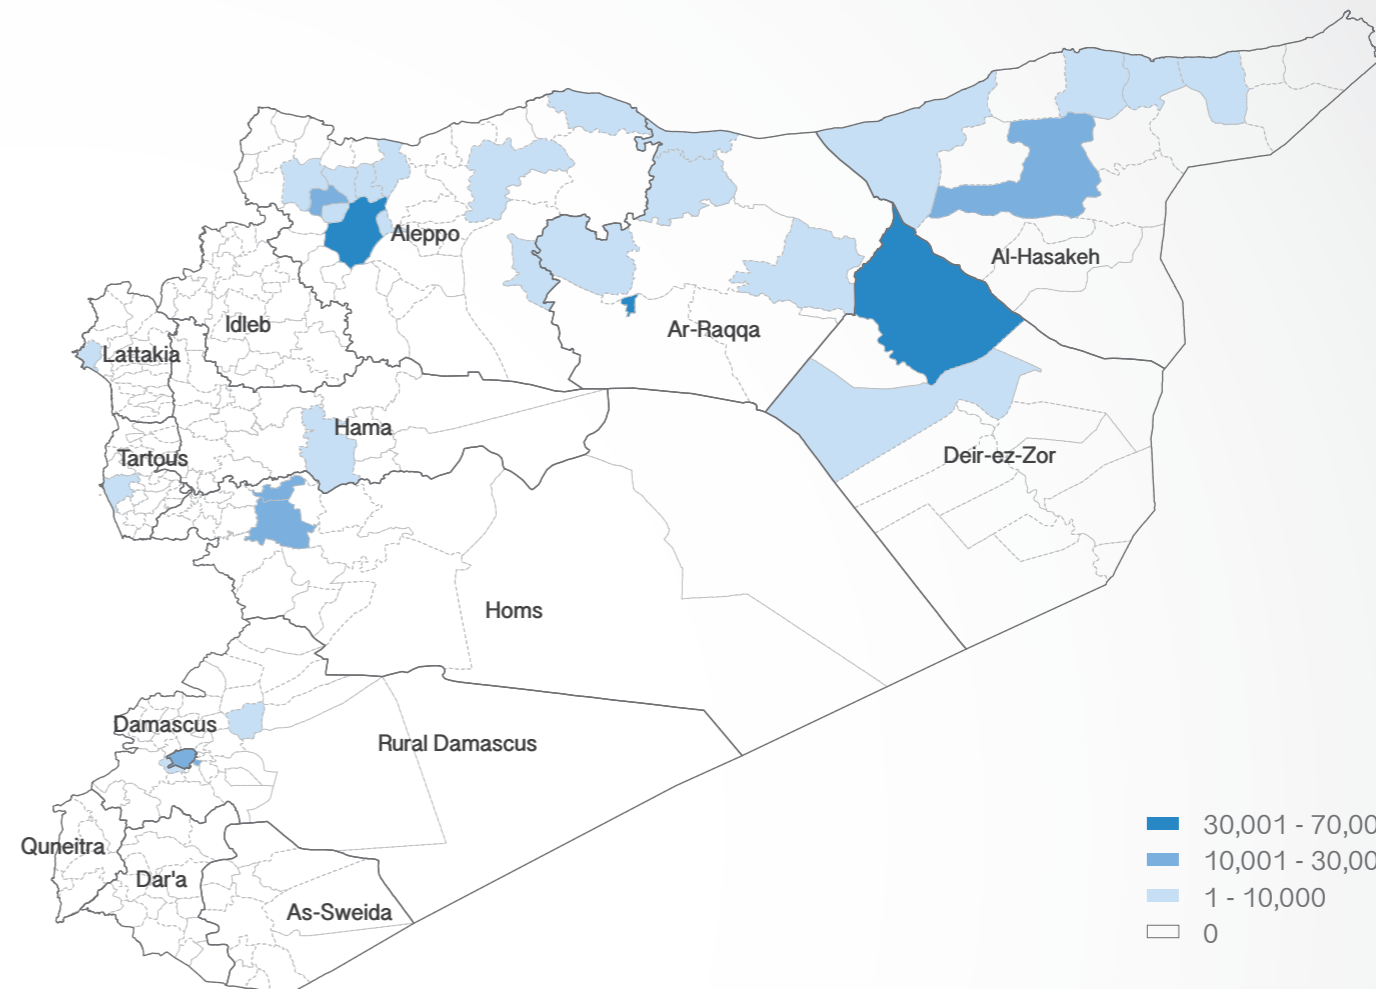 Aleppo
Al-Hasakeh
Idleb
Ar-Raqqa
Lattakia
Hama
Tartous
Deir-ez-Zor
Homs
Damascus
Rural Damascus
Quneitra
Dar'a
As-Sweida
30,001 - 70,00
10,001 - 30,00
1 - 10,000
0